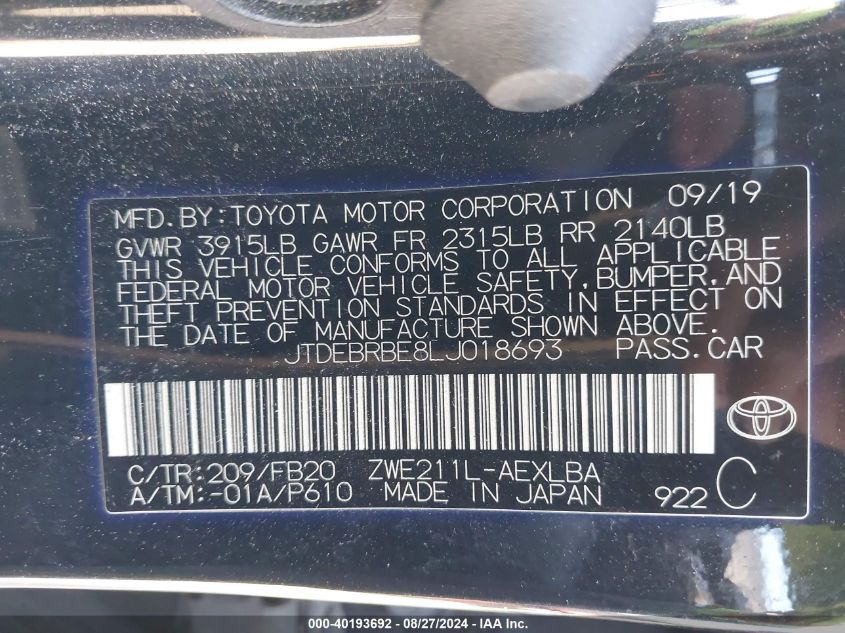 MFD.BY:TOYOTA MOTOR CORPORATION 09/19
GVWR 3915LB GAWR FR 2315LB RR 2140LB
THIS VEHICLE CONFORMS TO ALL APPLICABLE
FEDERAL MOTOR VEHICLE SAFETY,BUMPER,AND
THEFT PREVENTION STANDARDS IN EFFECT ON
THE DATE OF MANUFACTURE SHOWN ABOVE.
JTDEBRBE8LJ018693 PASS.CAR
C/TR:209/FB20 ZWE211L-AEXLBA
A/TM:-01A/P610 MADE IN JAPAN 922 C
000-40193692 - 08/27/2024 - IAAI.com